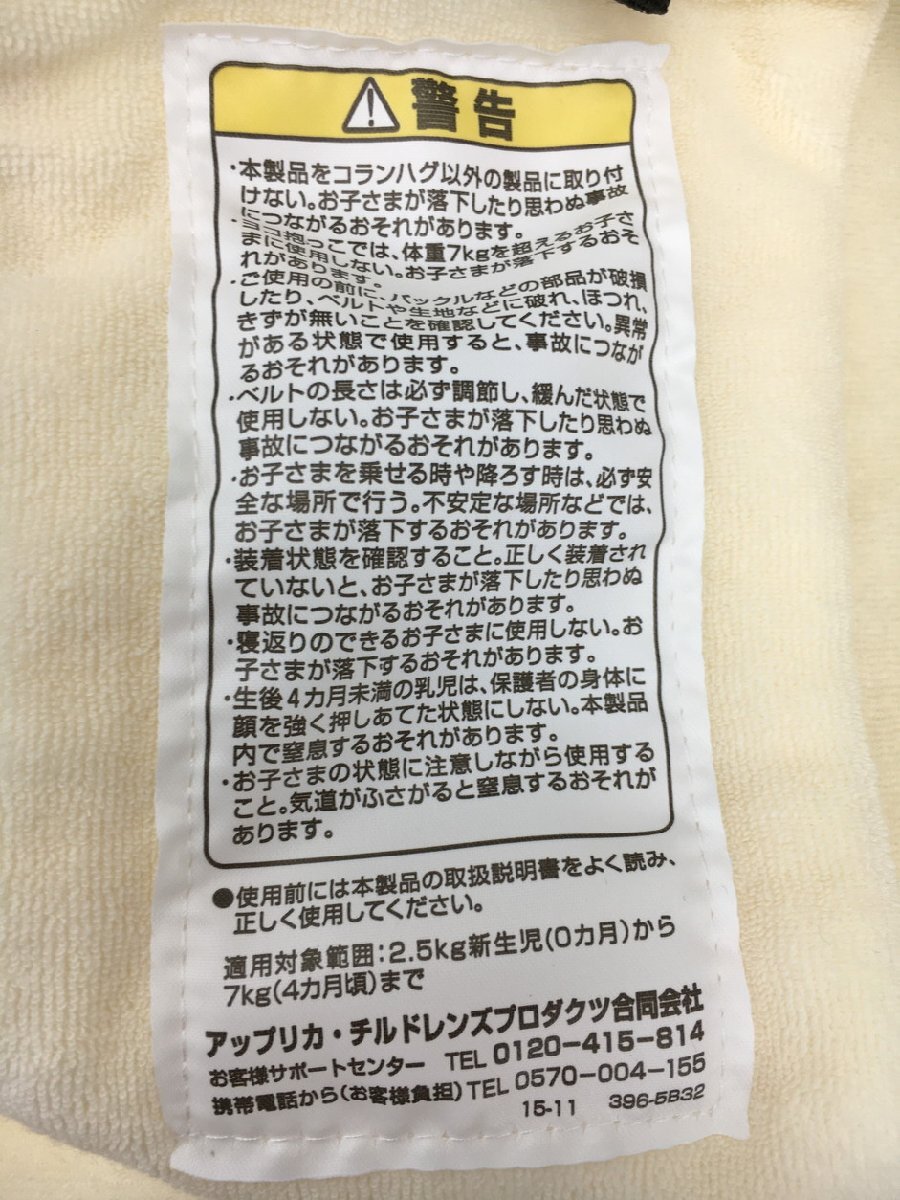 警告
・本製品をコランハグ以外の製品に取り付
けない。お子さまが落下したり思わぬ事故
につながるおそれがあります。
・ヨコ抱っこでは、体重7kgを超えるお子さ
まに使用しない。お子さまが落下するおそ
れがあります。
・ご使用の前に、バックルなどの部品が破損
したり、ベルトや生地などに破れ、ほつれ、
きずが無いことを確認してください。異常
がある状態で使用すると、事故につなが
るおそれがあります。
・ベルトの長さは必ず調節し、緩んだ状態で
使用しない。お子さまが落下したり思わぬ
事故につながるおそれがあります。
・お子さまを乗せる時や降ろす時は、必ず安
全な場所で行う。不安定な場所などでは、
お子さまが落下するおそれがあります。
・装着状態を確認すること。正しく装着され
ていないと、お子さまが落下したり思わぬ
事故につながるおそれがあります。
・寝返りのできるお子さまに使用しない。お
子さまが落下するおそれがあります。
・生後4カ月未満の乳児は、保護者の身体に
顔を強く押しあてた状態にしない。本製品
内で窒息するおそれがあります。
・お子さまの状態に注意しながら使用する
こと。気道がふさがると窒息するおそれが
あります。
●使用前には本製品の取扱説明書をよく読み、
正しく使用してください。
適用対象範囲:2.5kg新生児(0カ月)から
7kg(4カ月頃)まで
アップリカ・チルドレンズプロダクツ合同会社
お客様サポートセンター TEL 0120-415-814
携帯電話から(お客様負担) TEL 0570-004-155
15-11 396-5B32